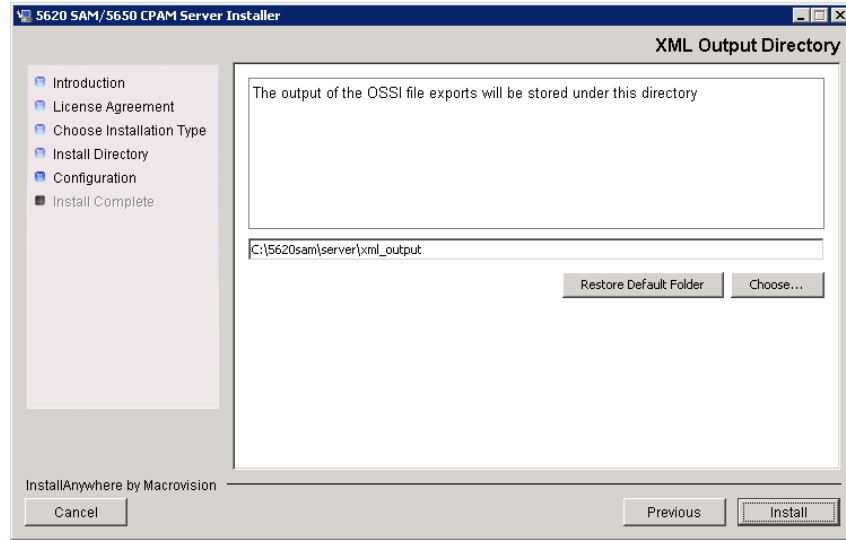 5620 SAM/5650 CPAM Server Installer
XML Output Directory
Introduction
License Agreement
Choose Installation Type
Install Directory
Configuration
Install Complete
The output of the OSSI file exports will be stored under this directory
C:\5620sam\server\xml_output
Restore Default Folder
Choose...
InstallAnywhere by Macrovision
Cancel
Previous
Install